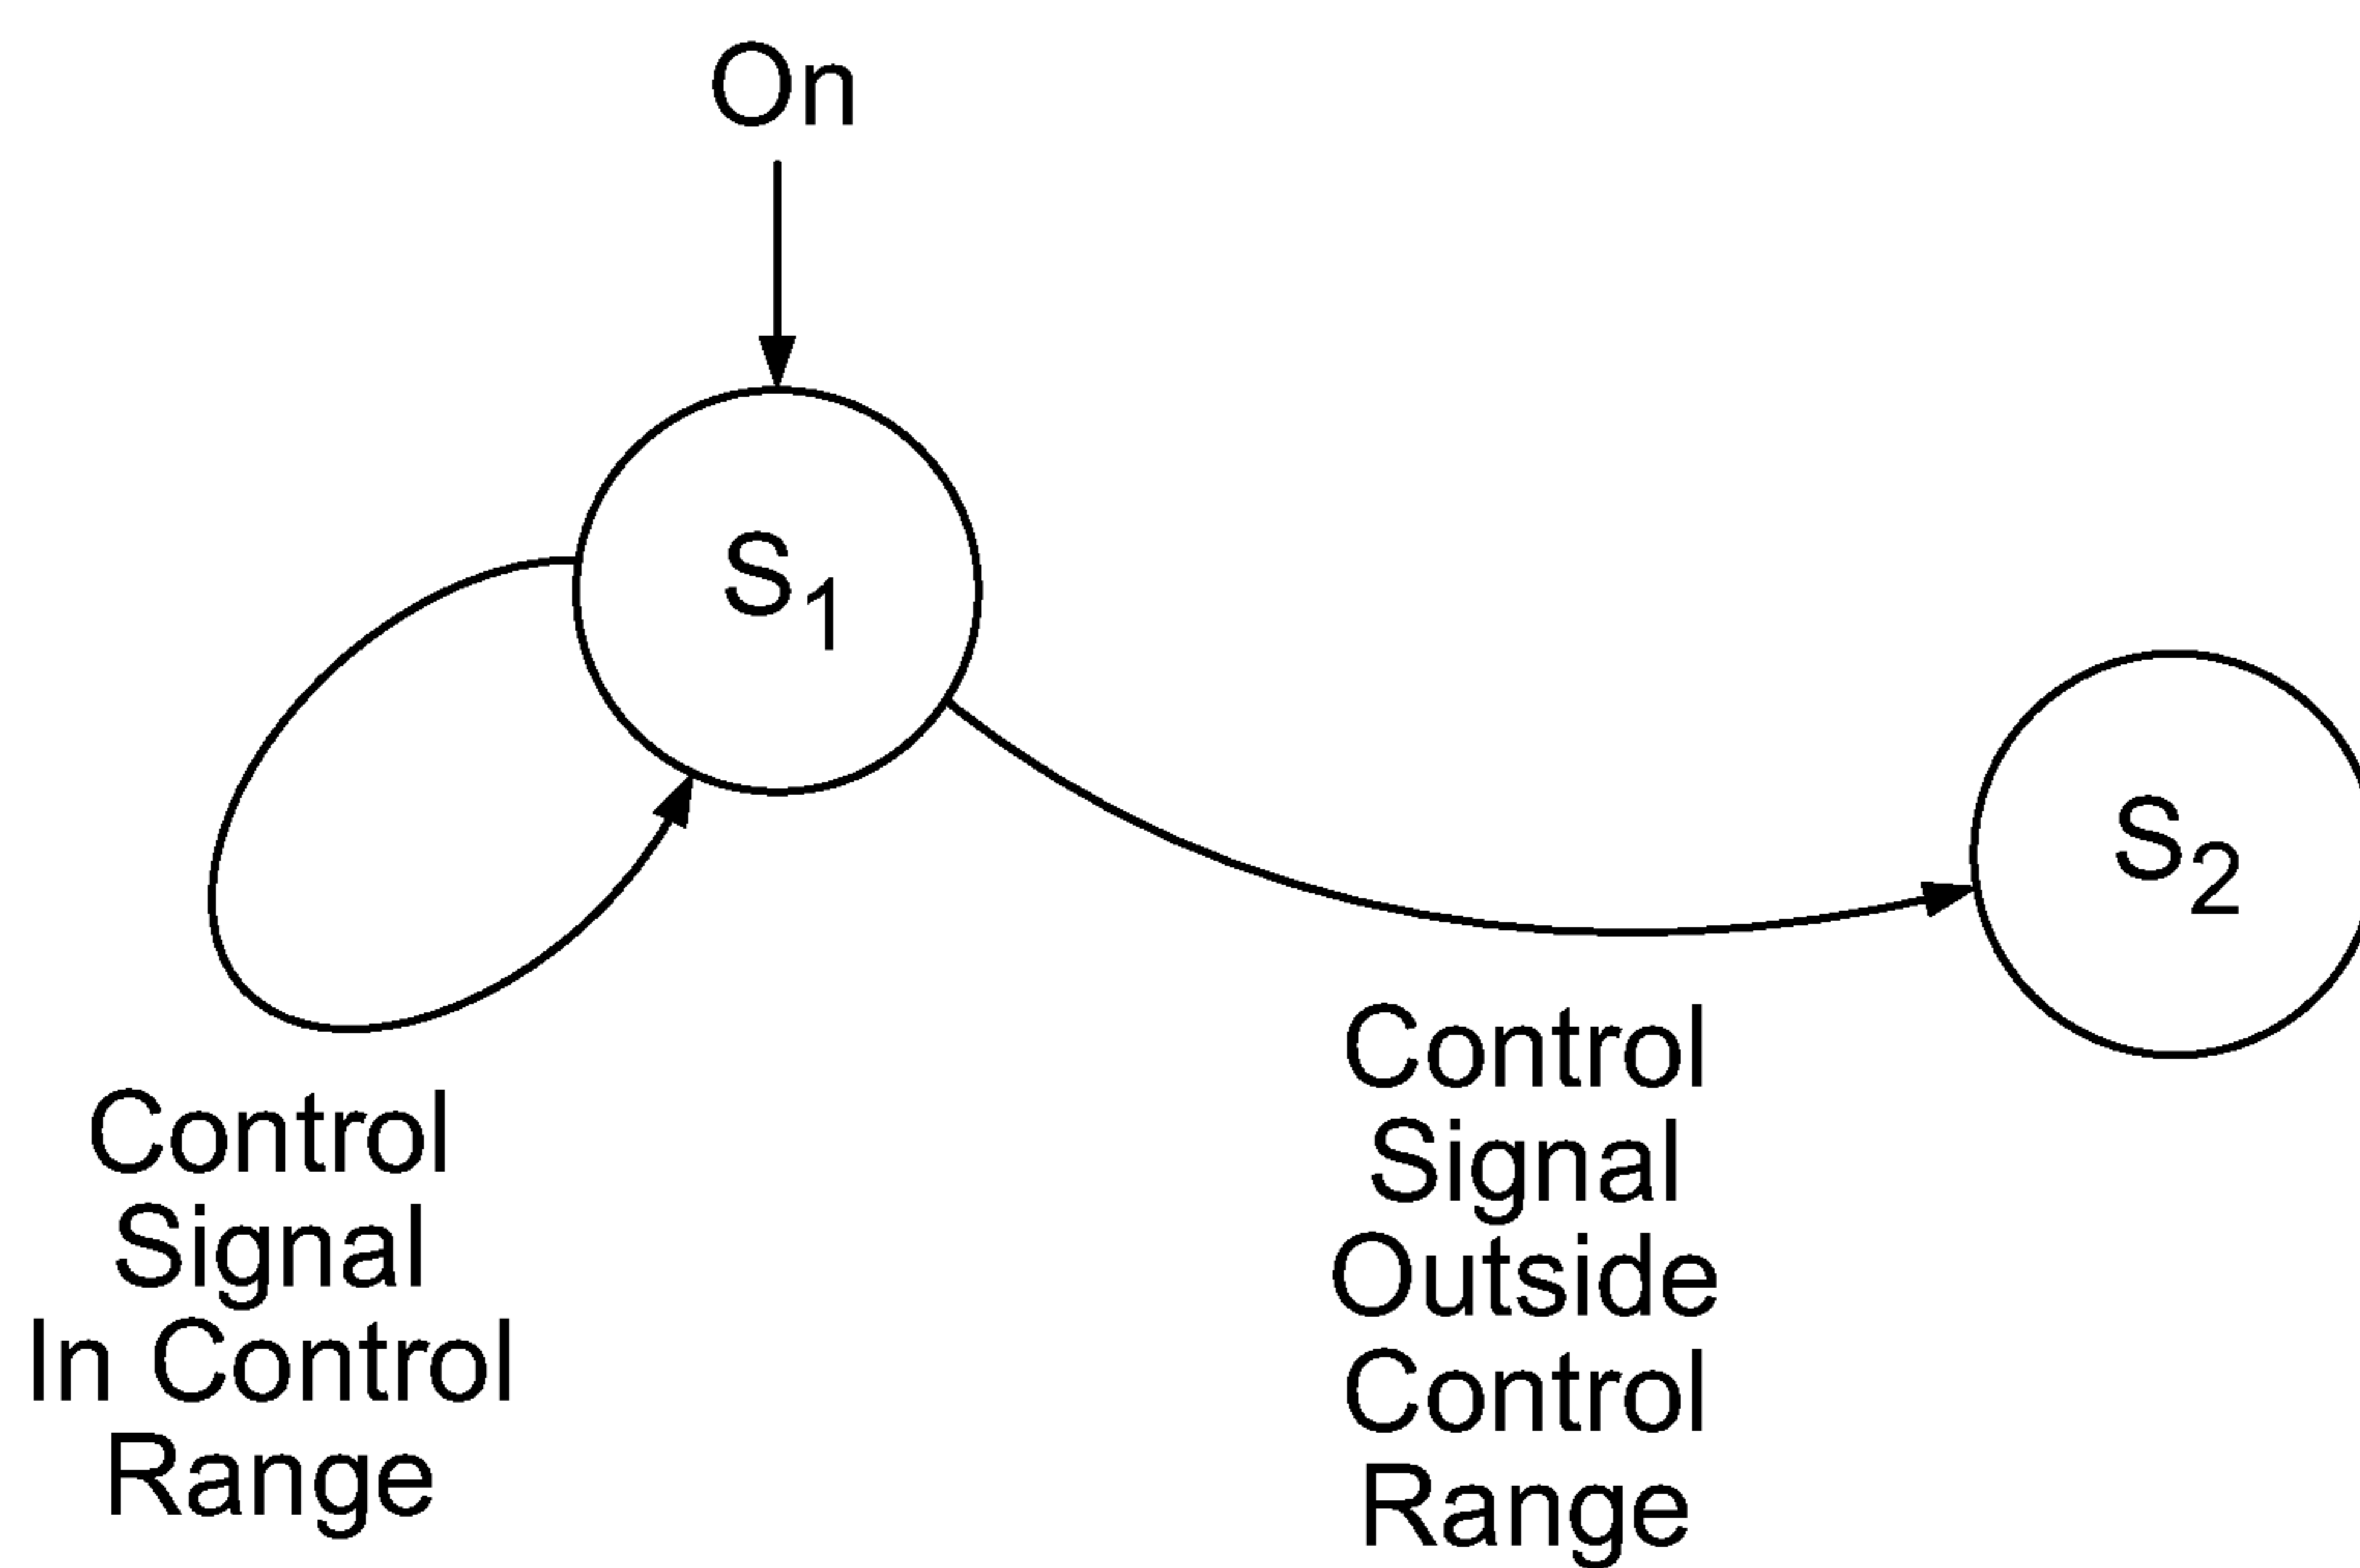 On
S1
S2
Control
Signal
In Control
Range
Control
Signal
Outside
Control
Range